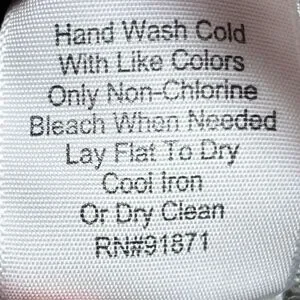 Hand Wash Cold
With Like Colors
Only Non-Chlorine
Bleach When Needed
Lay Flat To Dry
Cool Iron
Or Dry Clean
RN#91871